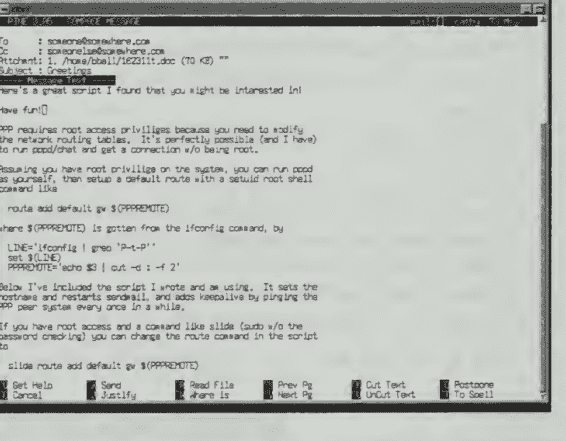 PINE 3.96   COMPOSE MESSAGE
To      : someone@somewhere.com
Cc      : someonelse@somewhere.com
Attchmnt: 1. /home/bball/162311t.doc (70 KB) ""
Subject : Greetings
----- Message Text -----
Here's a great script I found that you might be interested in!
Have fun!
PPP requires root access priviliges because you need to modify
the network routing tables.  It's perfectly possible (and I have)
to run pppd/chat and get a connection w/o being root.
Assuming you have root privilige on the system, you can run pppd
as yourself, then setup a default route with a setuid root shell
command like
route add default gw $(PPPREMOTE)
where $(PPPREMOTE) is gotten from the ifconfig command, by
LINE='ifconfig | grep 'P-t-P''
set $(LINE)
PPPREMOTE='echo $3 | cut -d : -f 2'
Below I've included the script I wrote and am using.  It sets the
hostname and restarts sendmail, and adds keepalive by pinging the
PPP peer system every once in a while.
If you have root access and a command like slide (sudo w/o the
password checking) you can change the route command in the script
to
slide route add default gw $(PPPREMOTE)
Get Help   Send   Read File   Prev Pg   Cut Text   Postpone
Cancel   Justify   Where is   Next Pg   UnCut Text   To Spell